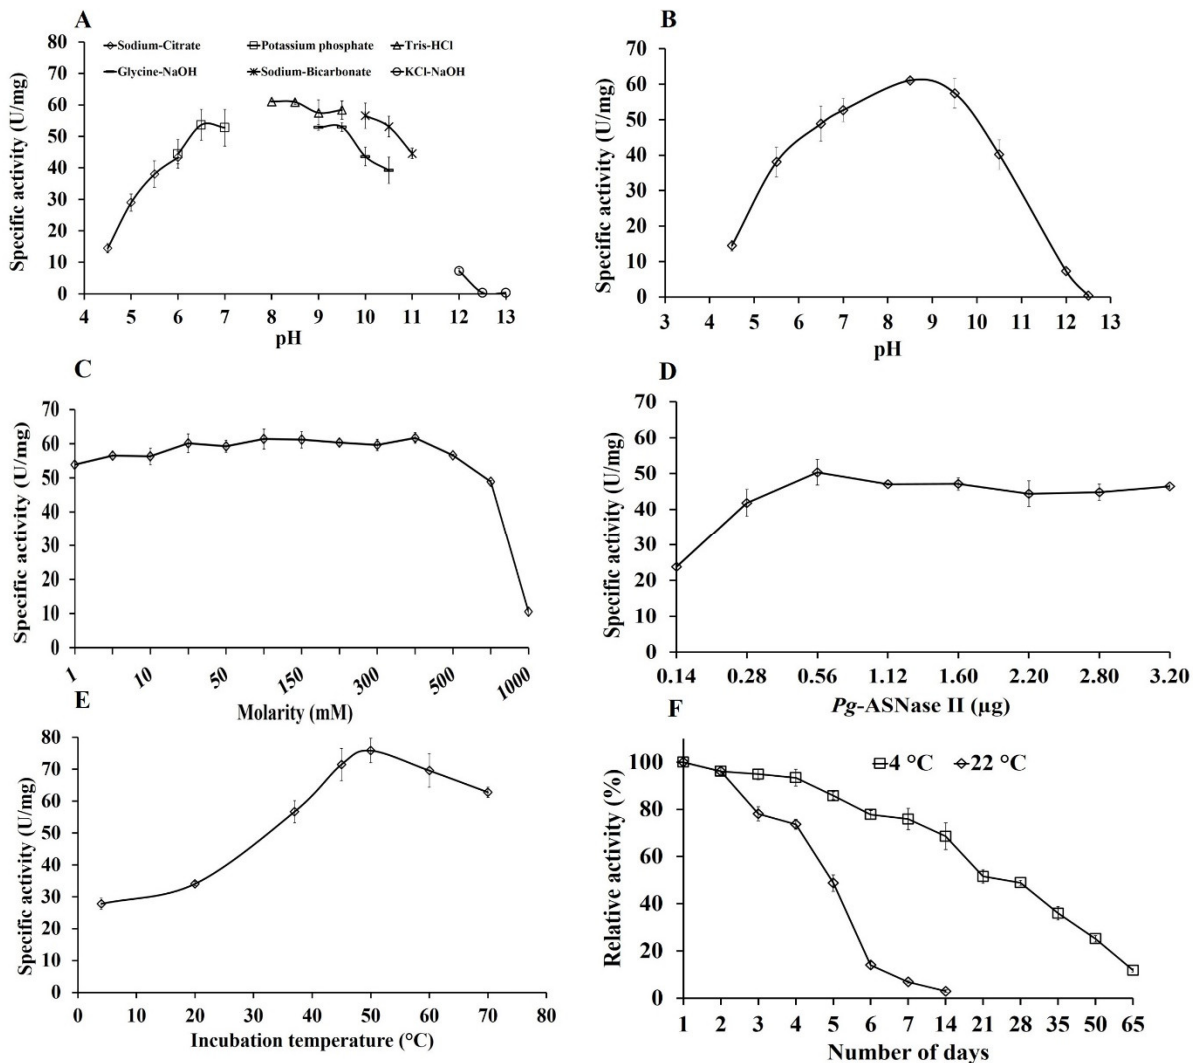 A
Sodium-Citrate Potassium phosphate Tris-HCl
Glycine-NaOH Sodium-Bicarbonate KCl-NaOH
Specific activity (U/mg)
70
60
50
40
30
20
10
0
4 5 6 7 8 9 10 11 12 13
pH
B
Specific activity (U/mg)
70
60
50
40
30
20
10
0
3 4 5 6 7 8 9 10 11 12 13
pH
C
Specific activity (U/mg)
70
60
50
40
30
20
10
0
1 10 50 150 300 500 1000
Molarity (mM)
D
Specific activity (U/mg)
70
60
50
40
30
20
10
0
0.14 0.28 0.56 1.12 1.60 2.20 2.80 3.20
Pg-ASNase II (µg)
E
Specific activity (U/mg)
80
70
60
50
40
30
20
10
0
0 10 20 30 40 50 60 70 80
Incubation temperature (°C)
F
4 °C 22 °C
Relative activity (%)
100
80
60
40
20
0
1 2 3 4 5 6 7 14 21 28 35 50 65
Number of days